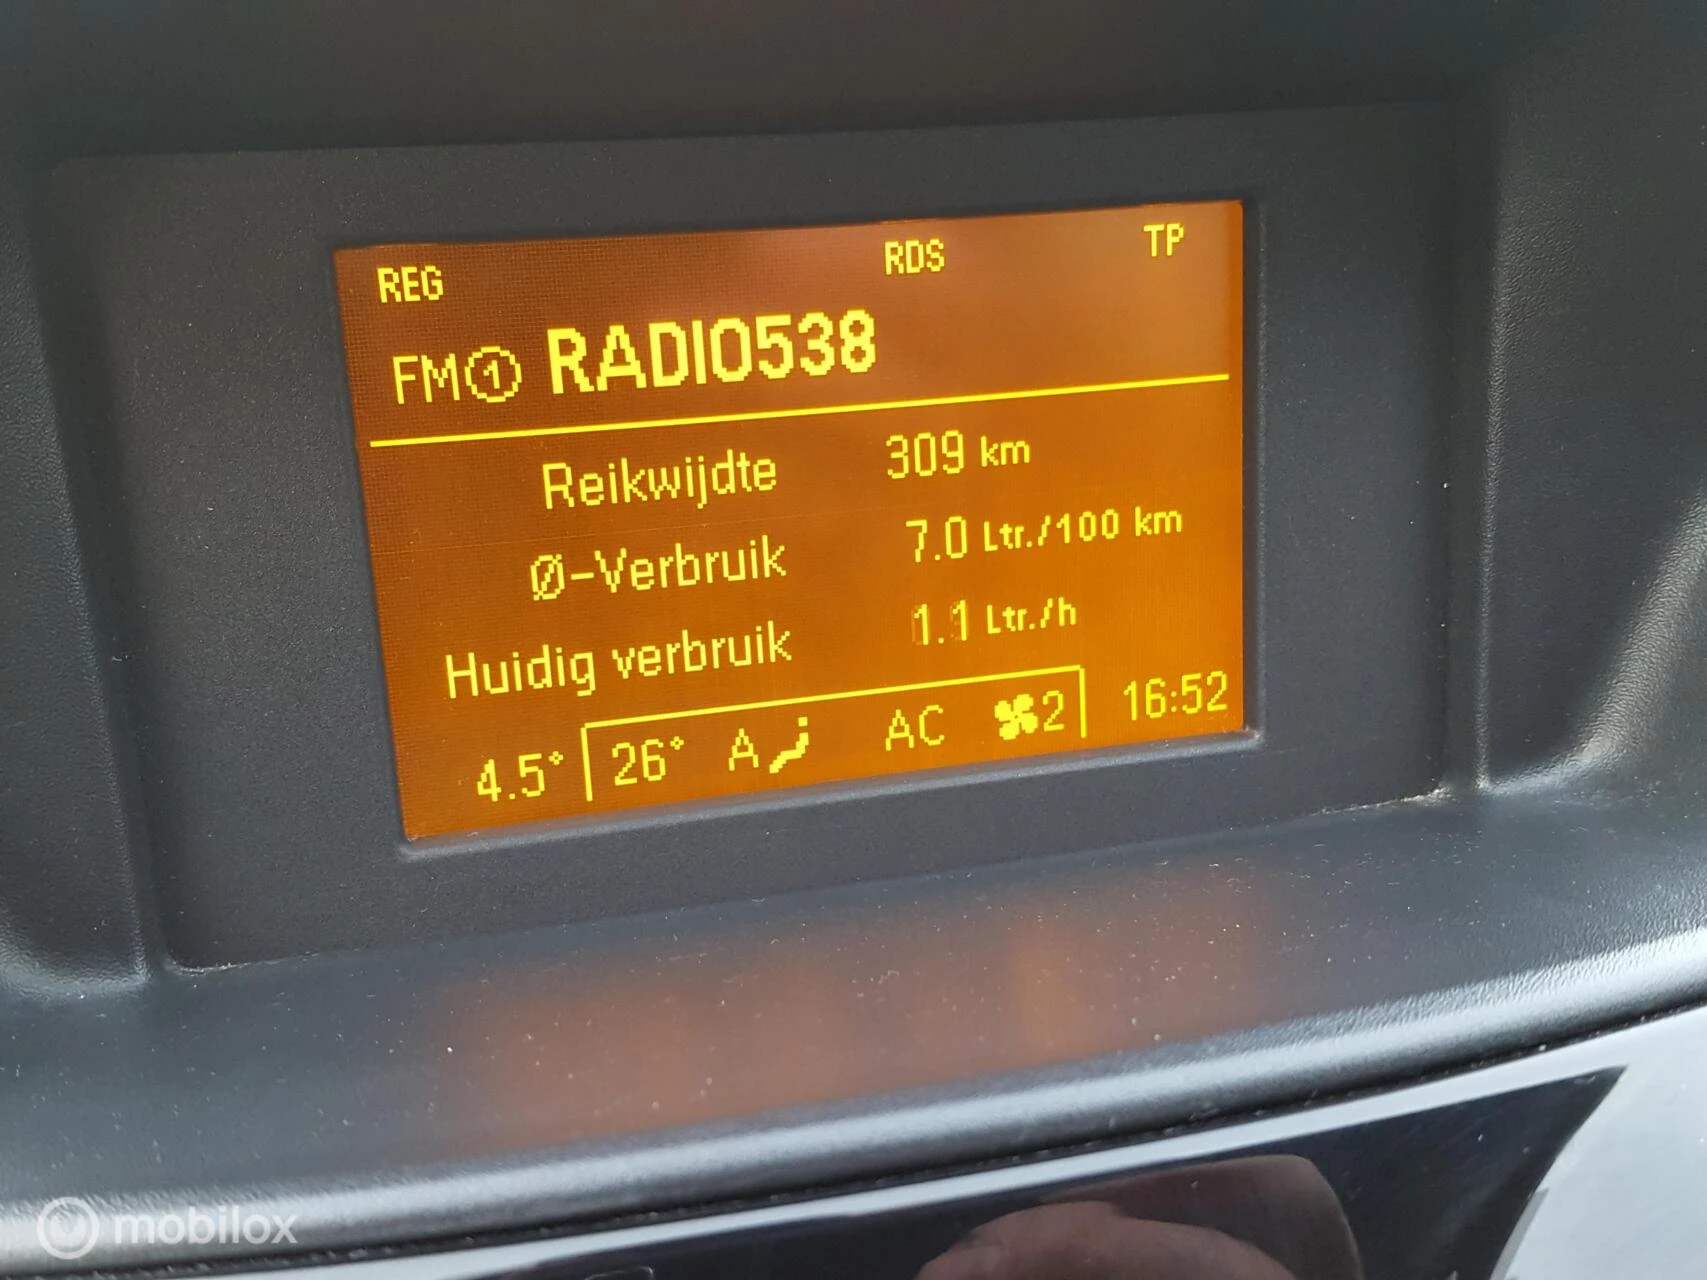 REG RDS TP
FM① RADIO538
Reikwijdte 309 km
Ø-Verbruik 7.0 Ltr./100 km
Huidig verbruik 1.1 Ltr./h
4.5° 26° A AC 2 16:52
mobilox